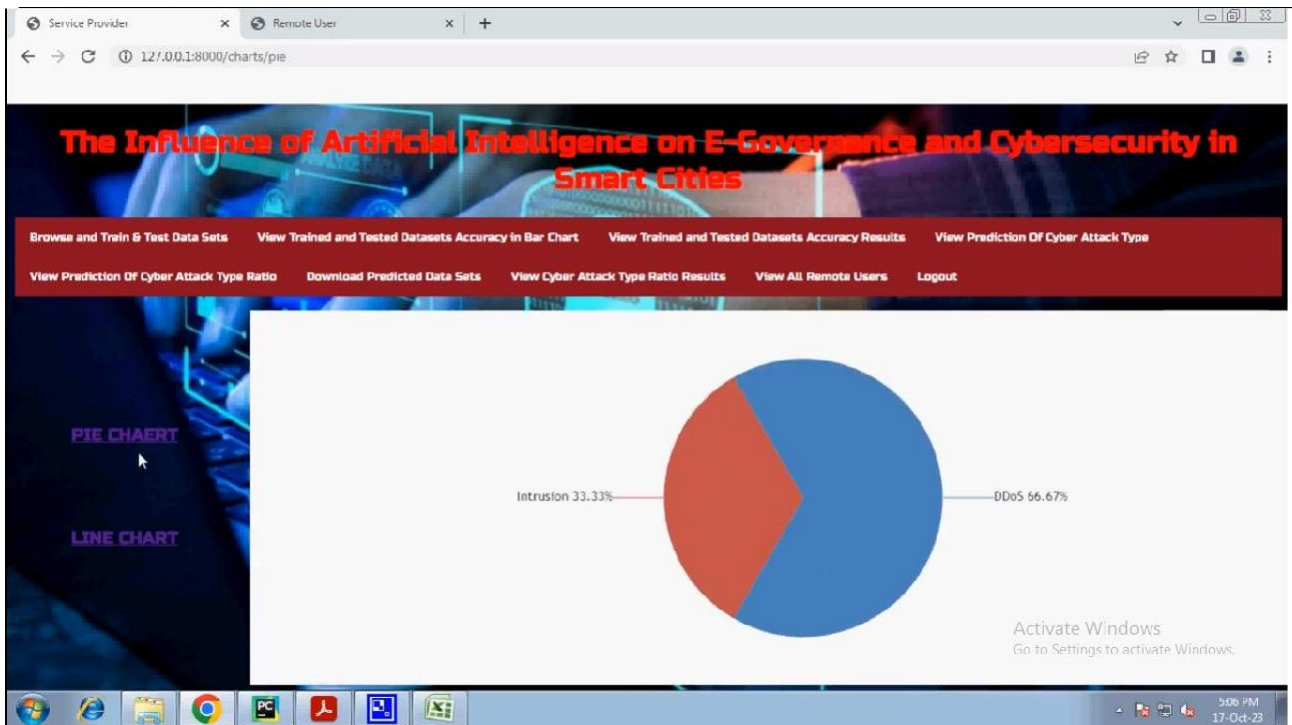 Service Provider
Remote User
127.0.0.1:8000/charts/pie
The Influence of Artificial Intelligence on E-Governance and Cybersecurity in
Smart Cities
Browse and Train & Test Data Sets View Trained and Tested Datasets Accuracy in Bar Chart View Trained and Tested Datasets Accuracy Results View Prediction Of Cyber Attack Type
View Prediction Of Cyber Attack Type Ratio Download Predicted Data Sets View Cyber Attack Type Ratio Results View All Remote Users Logout
PIE CHAERT
LINE CHART
Intrusion 33.33%
DDoS 66.67%
Activate Windows
Go to Settings to activate Windows.
PC
5:06 PM
17-Oct-23